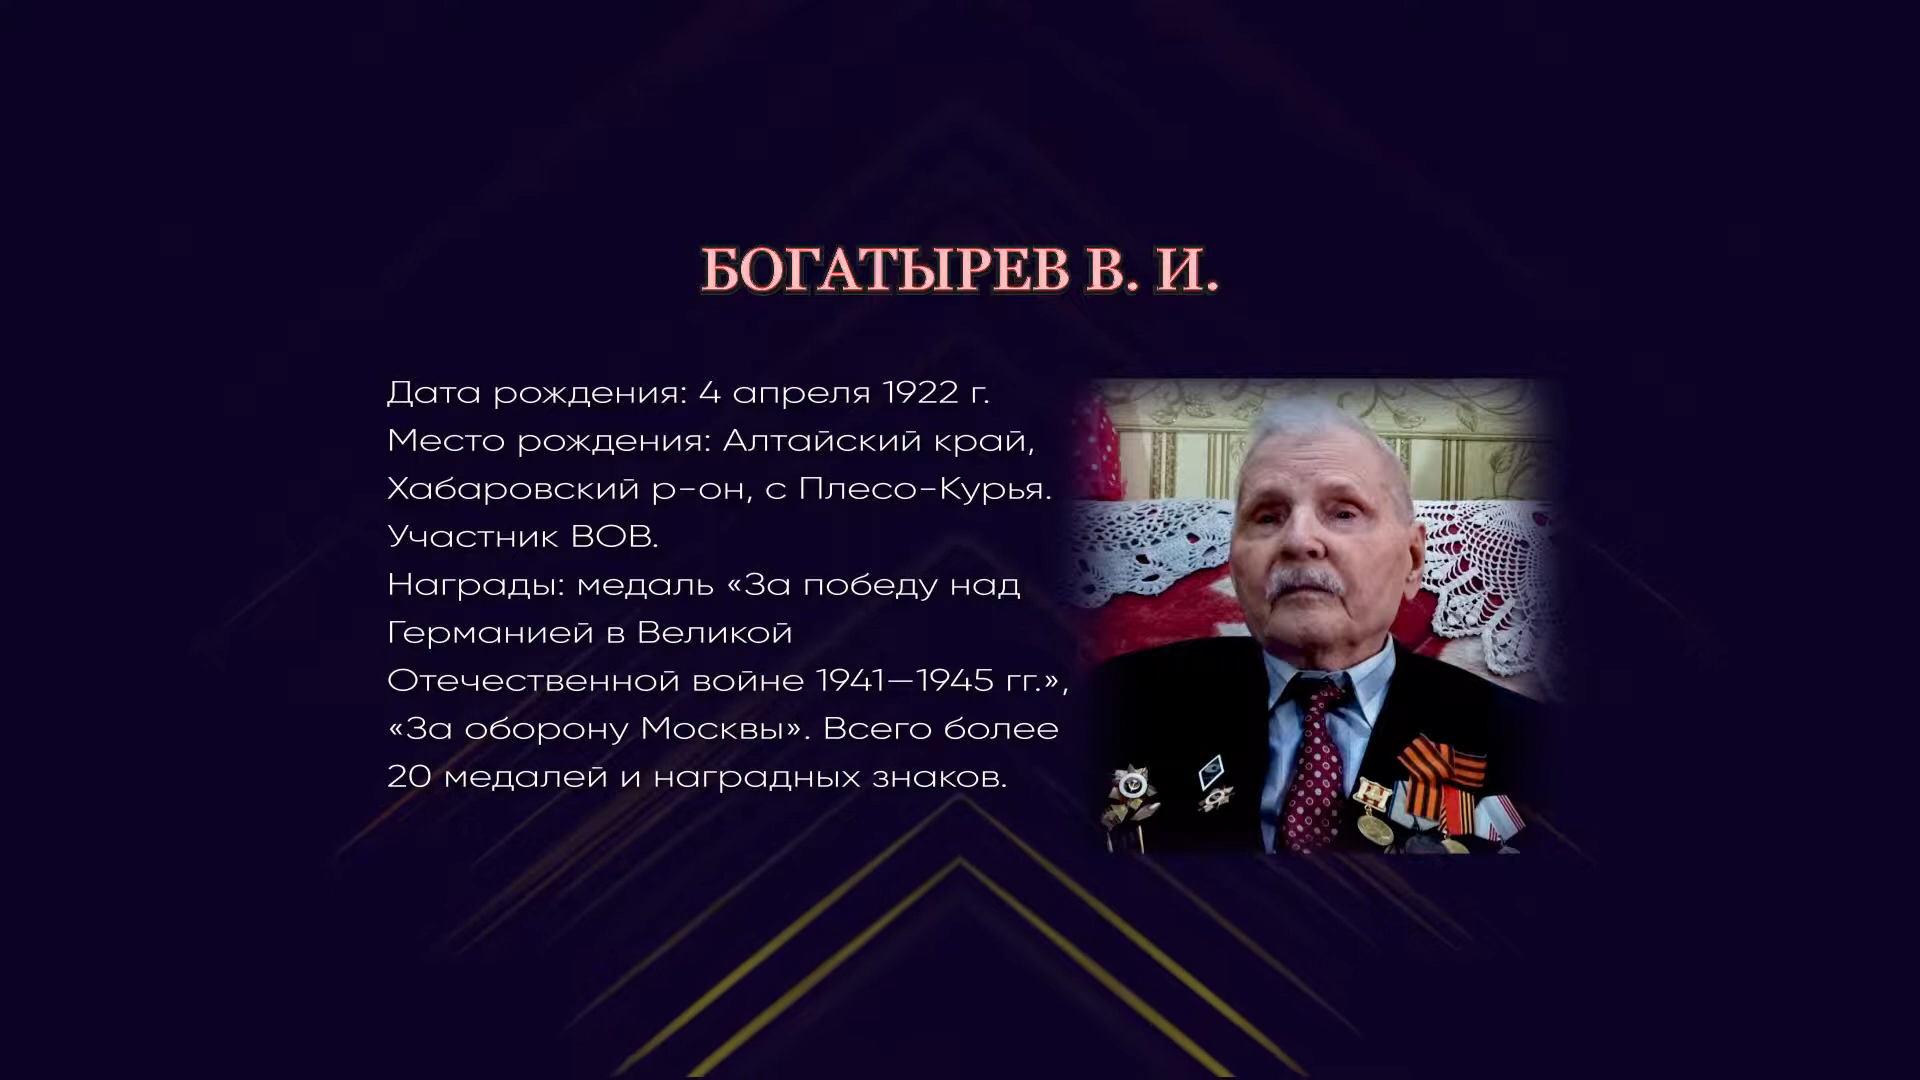 БОГАТЫРЕВ В. И.
Дата рождения: 4 апреля 1922 г.
Место рождения: Алтайский край,
Хабаровский р-он, с Плесо-Курья.
Участник ВОВ.
Награды: медаль «За победу над
Германией в Великой
Отечественной войне 1941—1945 гг.»,
«За оборону Москвы». Всего более
20 медалей и наградных знаков.